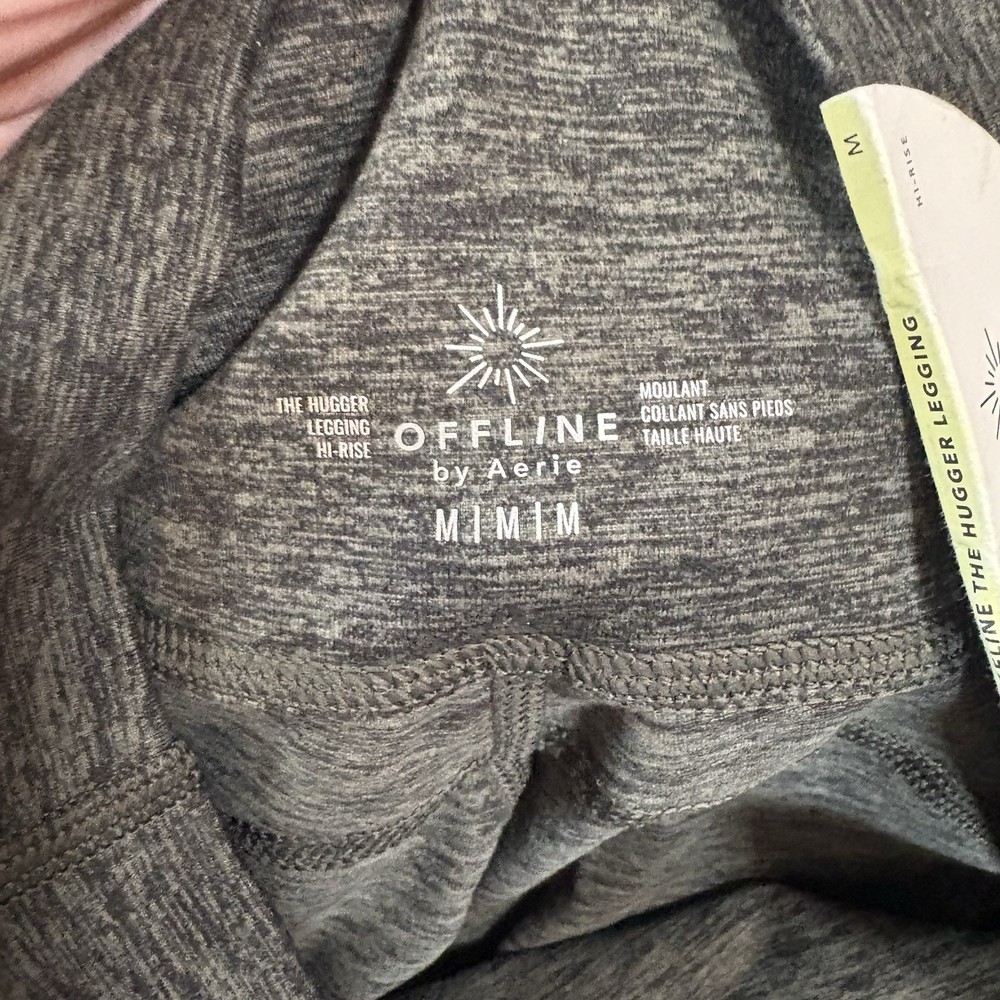 THE HUGGER
LEGGING
HI-RISE
OFFLINE
by Aerie
M|M|M
MOULANT
COLLANT SANS PIEDS
TAILLE HAUTE
M
HI-RISE
THE HUGGER LEGGING